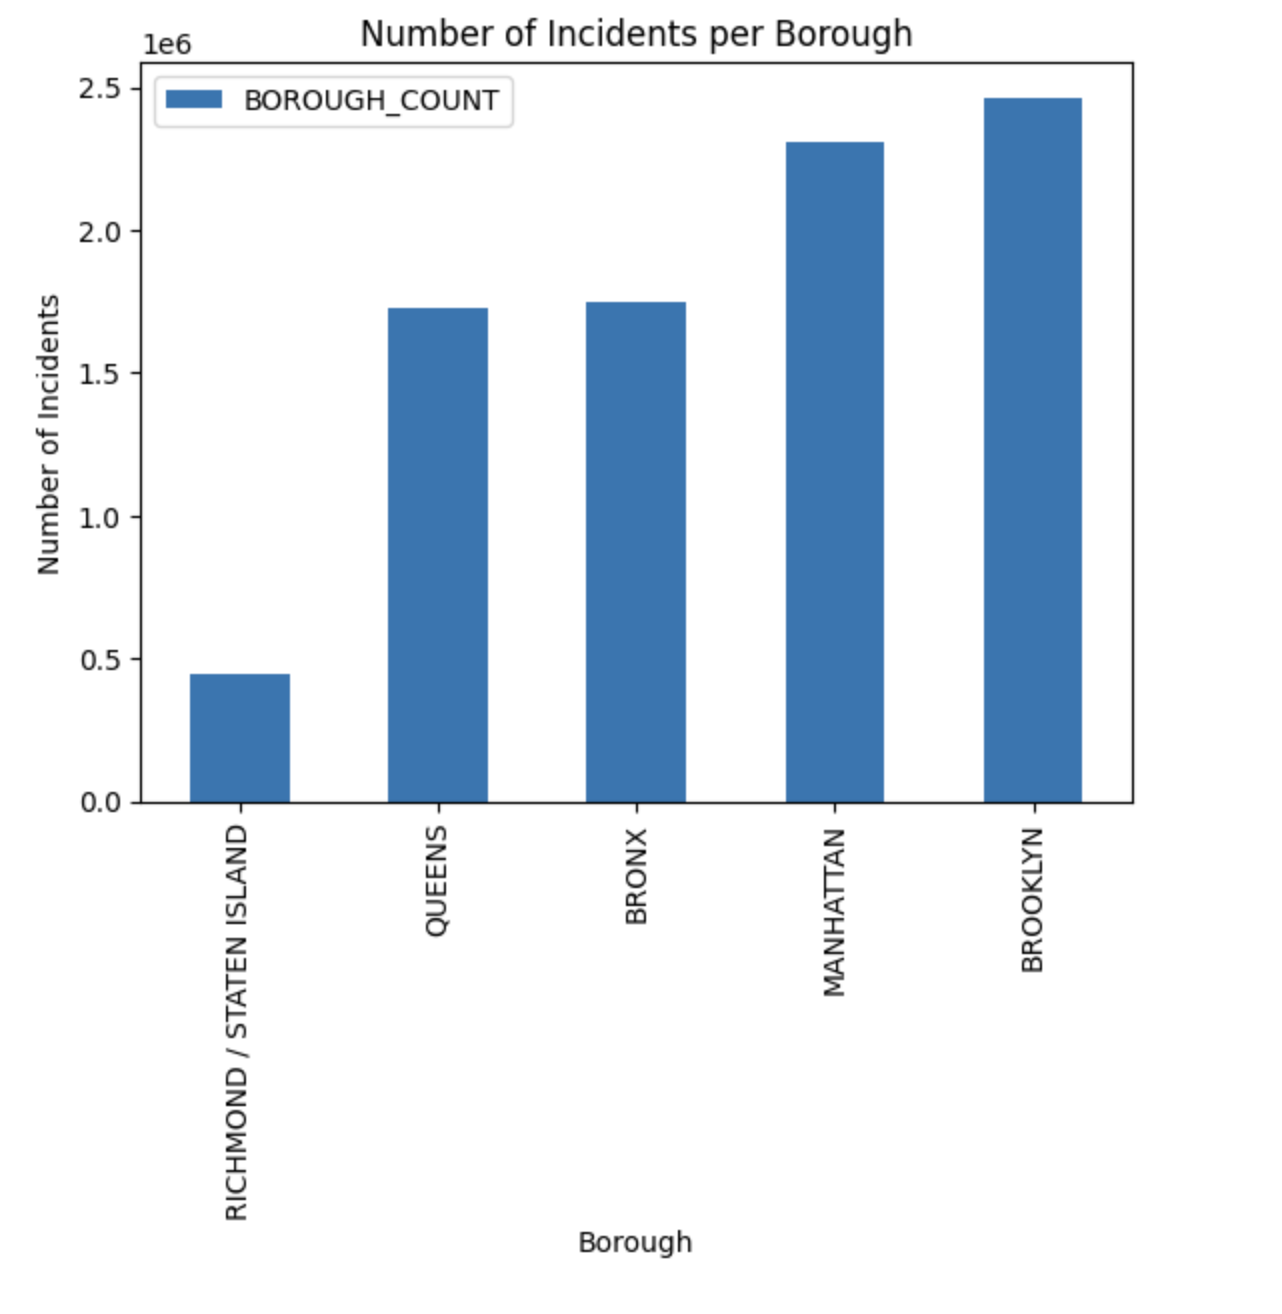 Number of Incidents per Borough
1e6
BOROUGH_COUNT
2.5
2.0
1.5
1.0
0.5
0.0
Number of Incidents
RICHMOND / STATEN ISLAND
QUEENS
BRONX
MANHATTAN
BROOKLYN
Borough